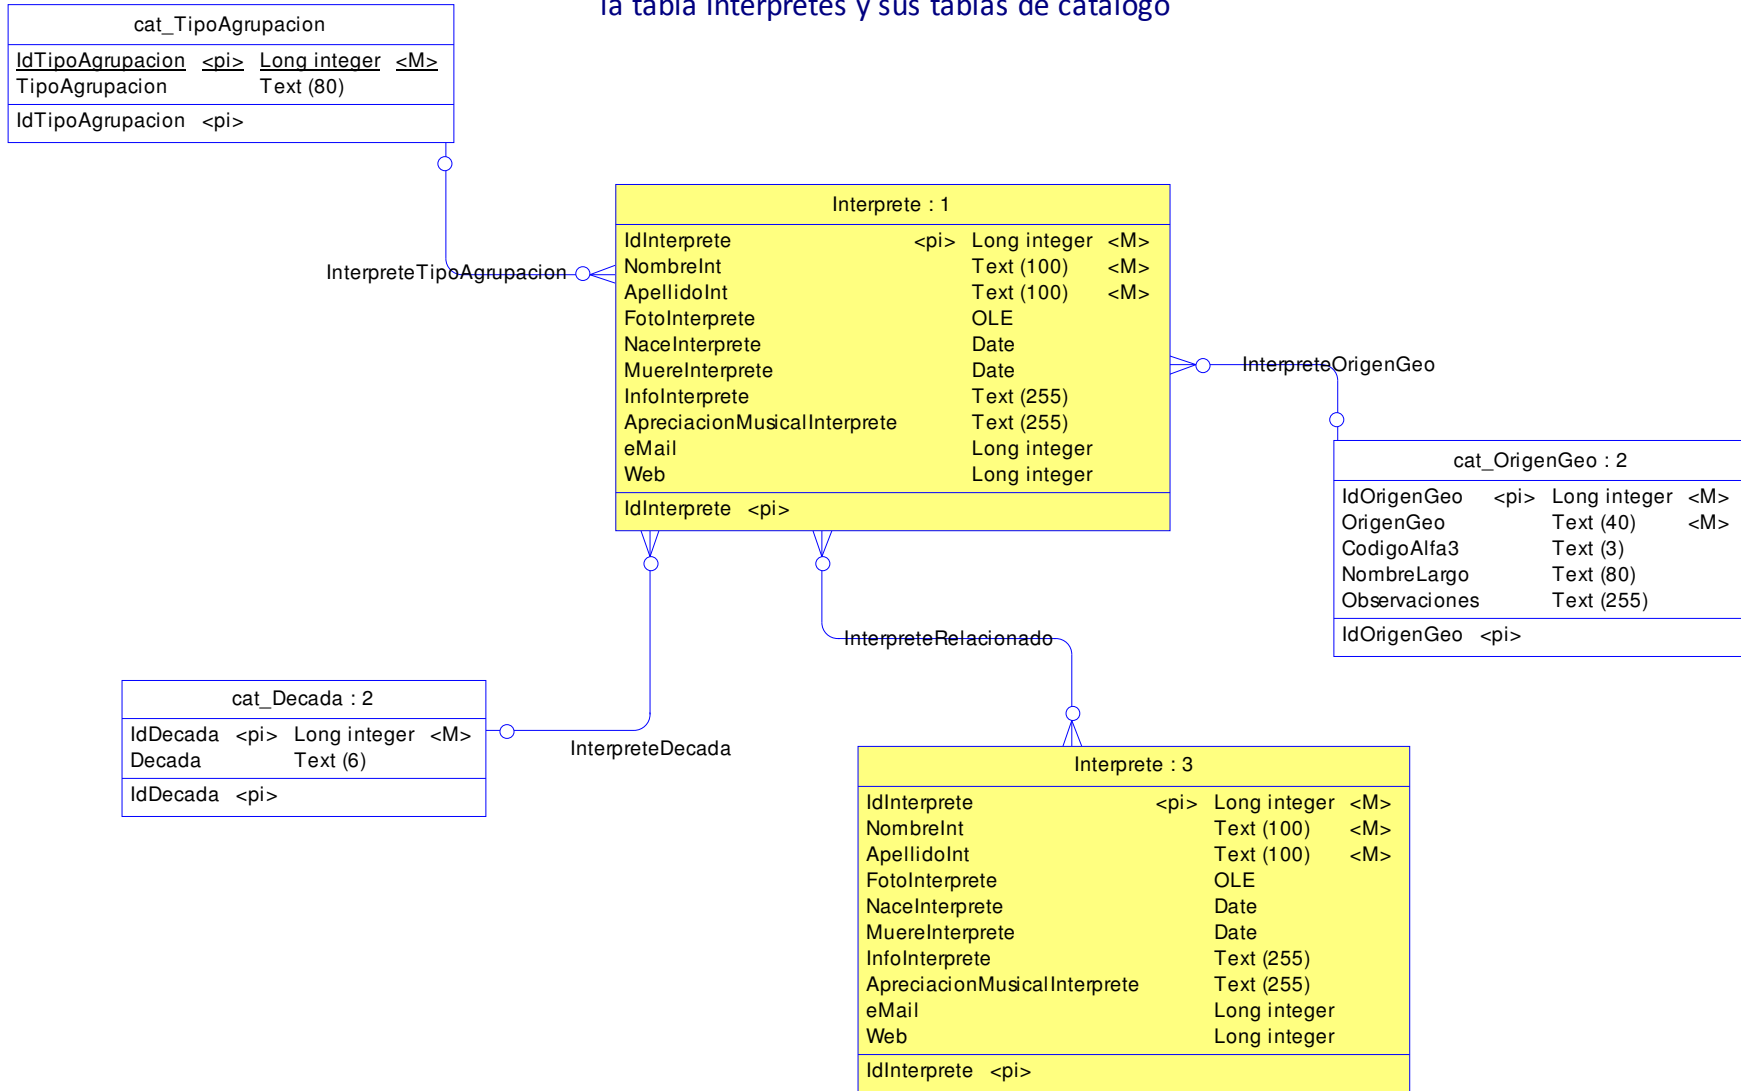 la tabla Interpretes y sus tablas de catalogo
cat_TipoAgrupacion
IdTipoAgrupacion <pi> Long integer <M>
TipoAgrupacion Text (80)
IdTipoAgrupacion <pi>
Interprete : 1
IdInterprete <pi> Long integer <M>
NombreInt Text (100) <M>
ApellidoInt Text (100) <M>
FotoInterprete OLE
NaceInterprete Date
MuereInterprete Date
InfoInterprete Text (255)
ApreciacionMusicalInterprete Text (255)
eMail Long integer
Web Long integer
IdInterprete <pi>
InterpreteTipoAgrupacion
InterpreteOrigenGeo
cat_OrigenGeo : 2
IdOrigenGeo <pi> Long integer <M>
OrigenGeo Text (40) <M>
CodigoAlfa3 Text (3)
NombreLargo Text (80)
Observaciones Text (255)
IdOrigenGeo <pi>
InterpreteRelacionado
cat_Decada : 2
IdDecada <pi> Long integer <M>
Decada Text (6)
IdDecada <pi>
InterpreteDecada
Interprete : 3
IdInterprete <pi> Long integer <M>
NombreInt Text (100) <M>
ApellidoInt Text (100) <M>
FotoInterprete OLE
NaceInterprete Date
MuereInterprete Date
InfoInterprete Text (255)
ApreciacionMusicalInterprete Text (255)
eMail Long integer
Web Long integer
IdInterprete <pi>